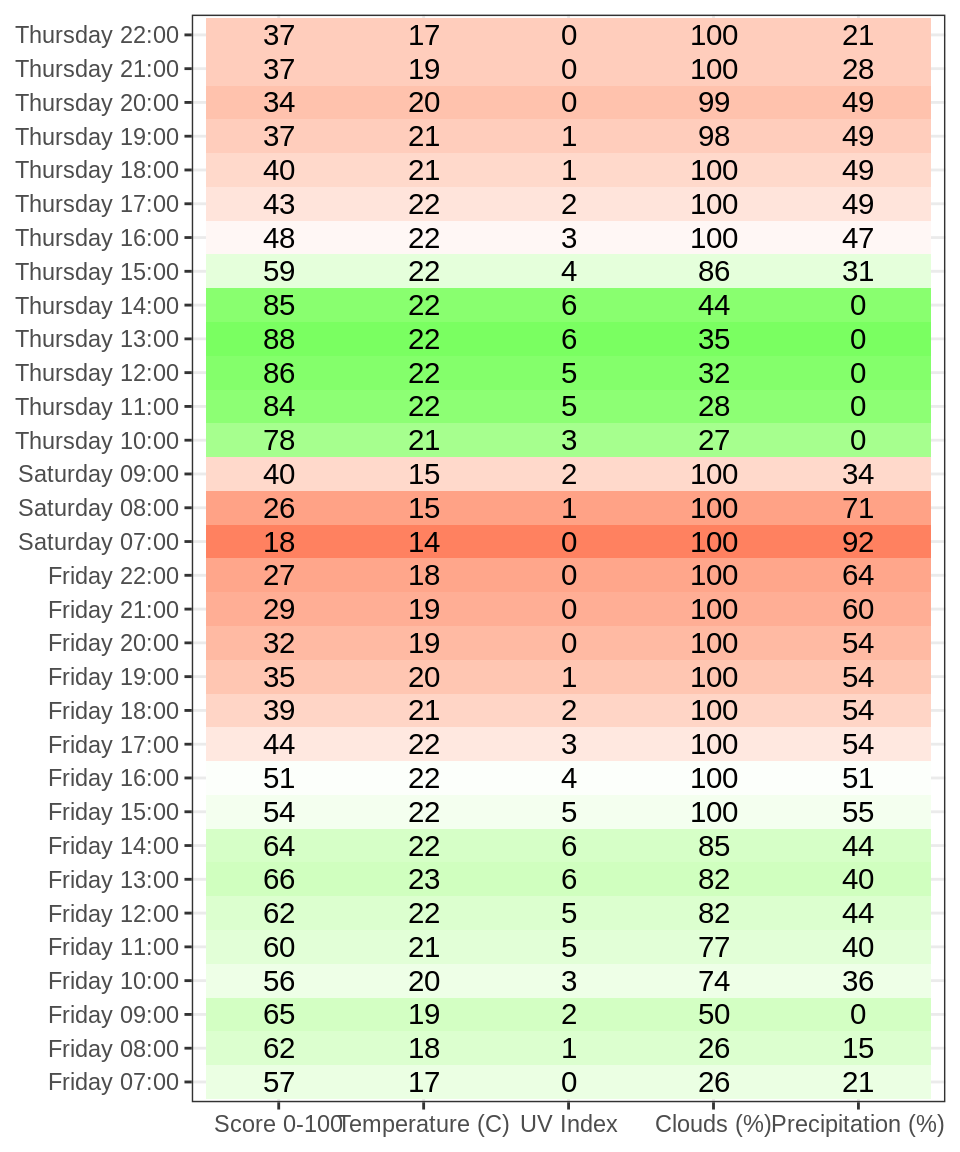 Thursday 22:00 37 17 0 100 21
Thursday 21:00 37 19 0 100 28
Thursday 20:00 34 20 0 99 49
Thursday 19:00 37 21 1 98 49
Thursday 18:00 40 21 1 100 49
Thursday 17:00 43 22 2 100 49
Thursday 16:00 48 22 3 100 47
Thursday 15:00 59 22 4 86 31
Thursday 14:00 85 22 6 44 0
Thursday 13:00 88 22 6 35 0
Thursday 12:00 86 22 5 32 0
Thursday 11:00 84 22 5 28 0
Thursday 10:00 78 21 3 27 0
Saturday 09:00 40 15 2 100 34
Saturday 08:00 26 15 1 100 71
Saturday 07:00 18 14 0 100 92
Friday 22:00 27 18 0 100 64
Friday 21:00 29 19 0 100 60
Friday 20:00 32 19 0 100 54
Friday 19:00 35 20 1 100 54
Friday 18:00 39 21 2 100 54
Friday 17:00 44 22 3 100 54
Friday 16:00 51 22 4 100 51
Friday 15:00 54 22 5 100 55
Friday 14:00 64 22 6 85 44
Friday 13:00 66 23 6 82 40
Friday 12:00 62 22 5 82 44
Friday 11:00 60 21 5 77 40
Friday 10:00 56 20 3 74 36
Friday 09:00 65 19 2 50 0
Friday 08:00 62 18 1 26 15
Friday 07:00 57 17 0 26 21
Score 0-100 Temperature (C) UV Index Clouds (%) Precipitation (%)